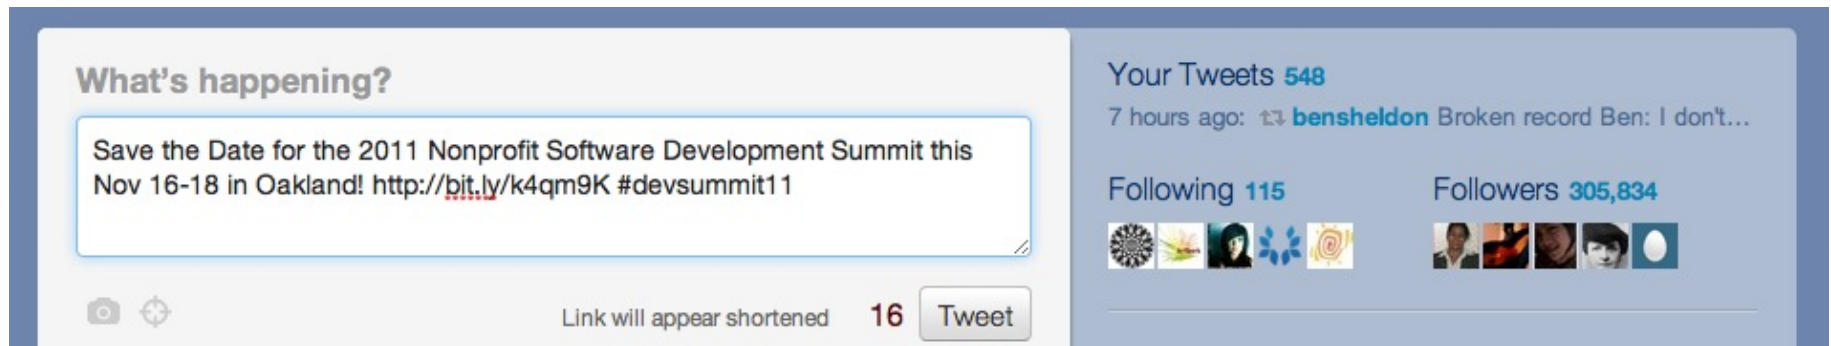 What's happening?
Save the Date for the 2011 Nonprofit Software Development Summit this
Nov 16-18 in Oakland! http://bit.ly/k4qm9K #devsummit11
Link will appear shortened 16 Tweet
Your Tweets 548
7 hours ago: bensheldon Broken record Ben: I don't...
Following 115
Followers 305,834